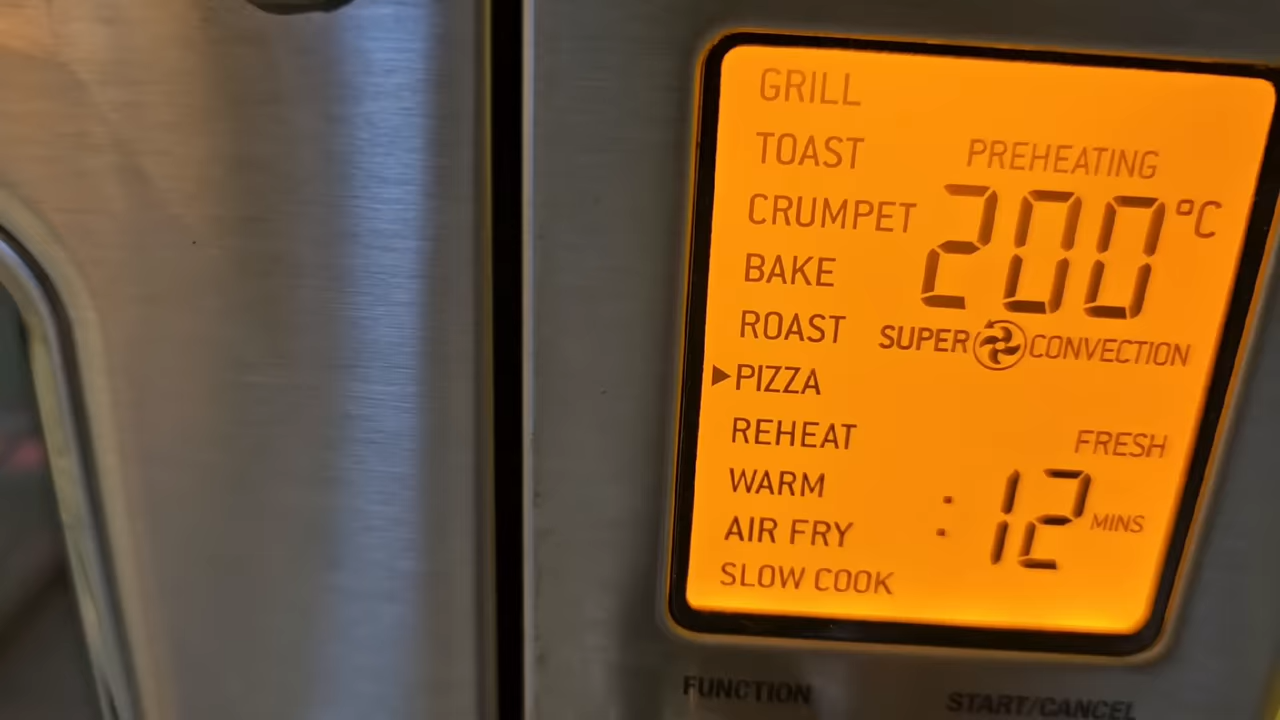 GRILL
TOAST
PREHEATING
CRUMPET
200°C
BAKE
ROAST
SUPER CONVECTION
PIZZA
REHEAT
FRESH
WARM
:12 MINS
AIR FRY
SLOW COOK
FUNCTION
START/CANCEL